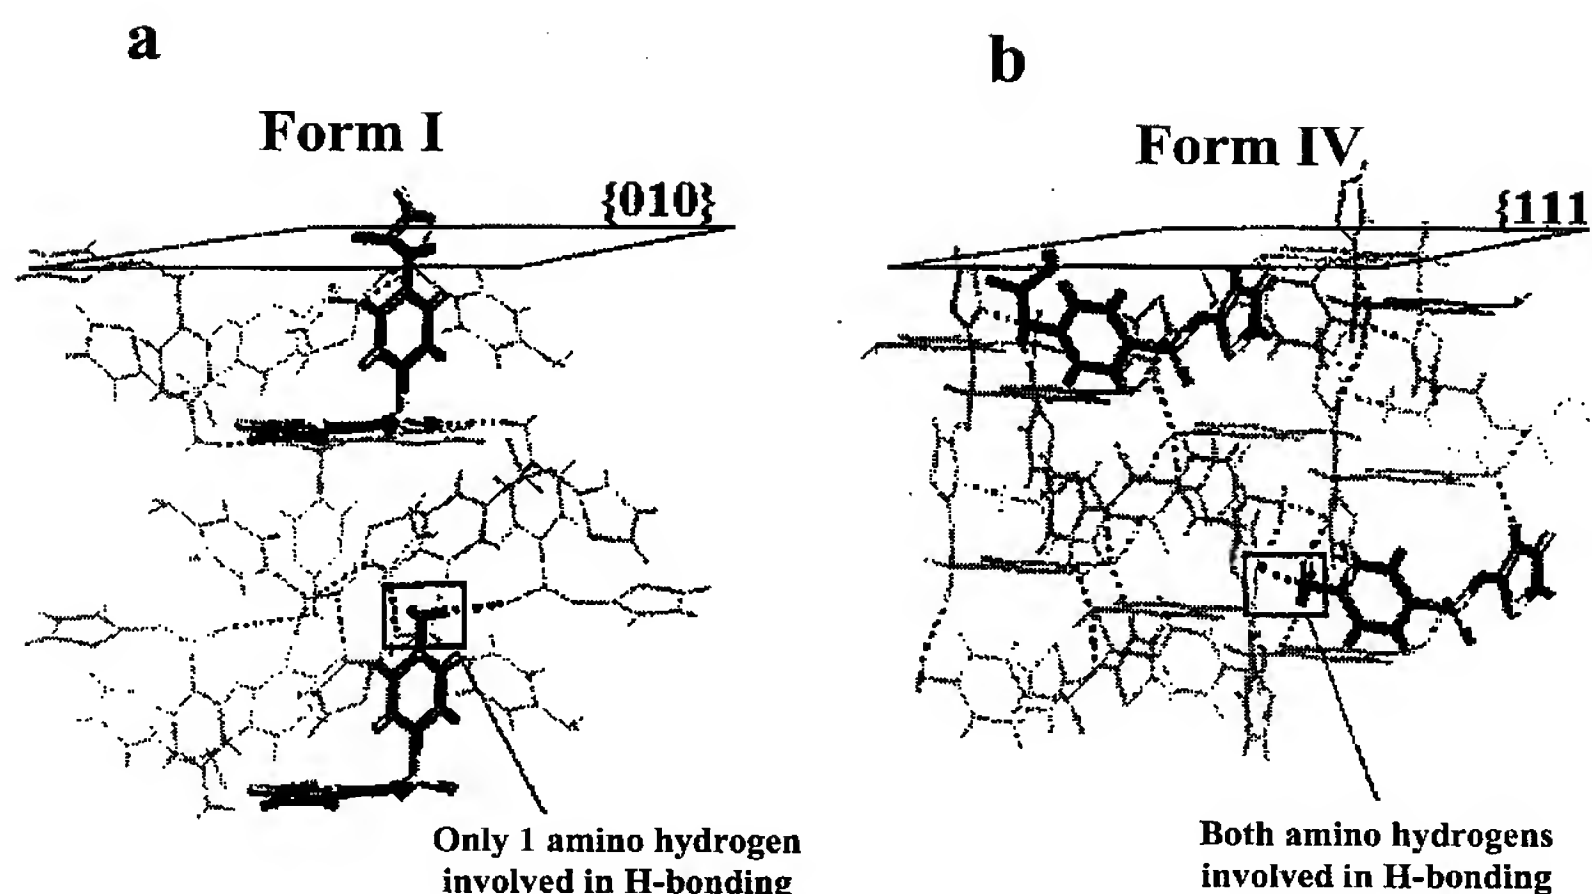 a
b
Form I
Form IV
{010}
{111
Only 1 amino hydrogen
involved in H-bonding
Both amino hydrogens
involved in H-bonding